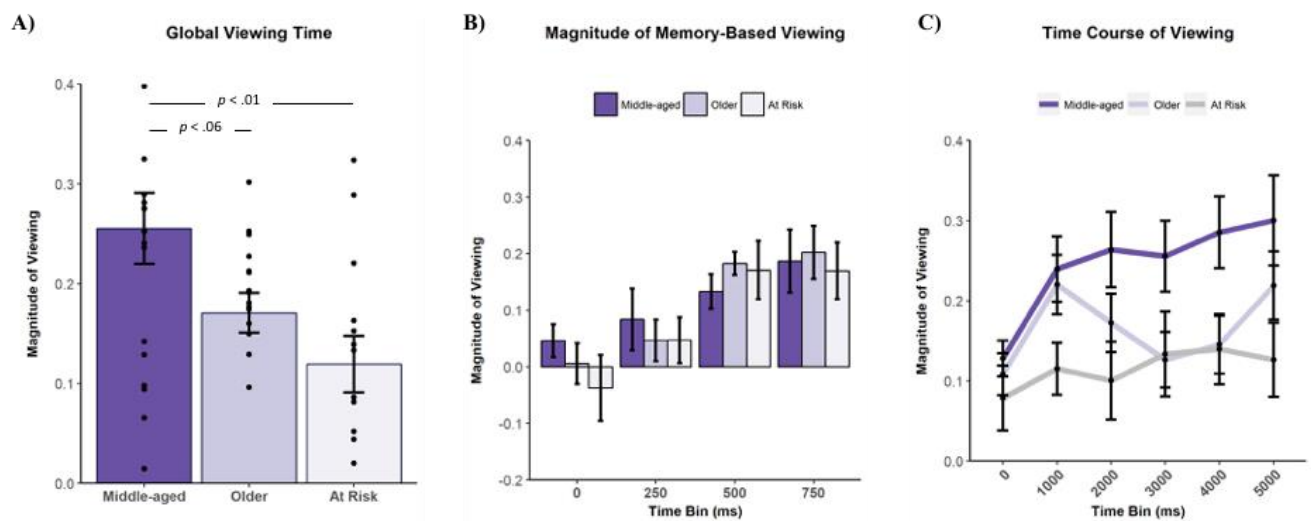 A)
Global Viewing Time
Magnitude of Viewing
0.4
0.3
0.2
0.1
0.0
p < .01
p < .06
Middle-aged
Older
At Risk
B)
Magnitude of Memory-Based Viewing
Middle-aged
Older
At Risk
Magnitude of Viewing
0.4
0.3
0.2
0.1
0.0
-0.1
-0.2
0
250
500
750
Time Bin (ms)
C)
Time Course of Viewing
Middle-aged
Older
At Risk
Magnitude of Viewing
0.4
0.3
0.2
0.1
0.0
0
1000
2000
3000
4000
5000
Time Bin (ms)